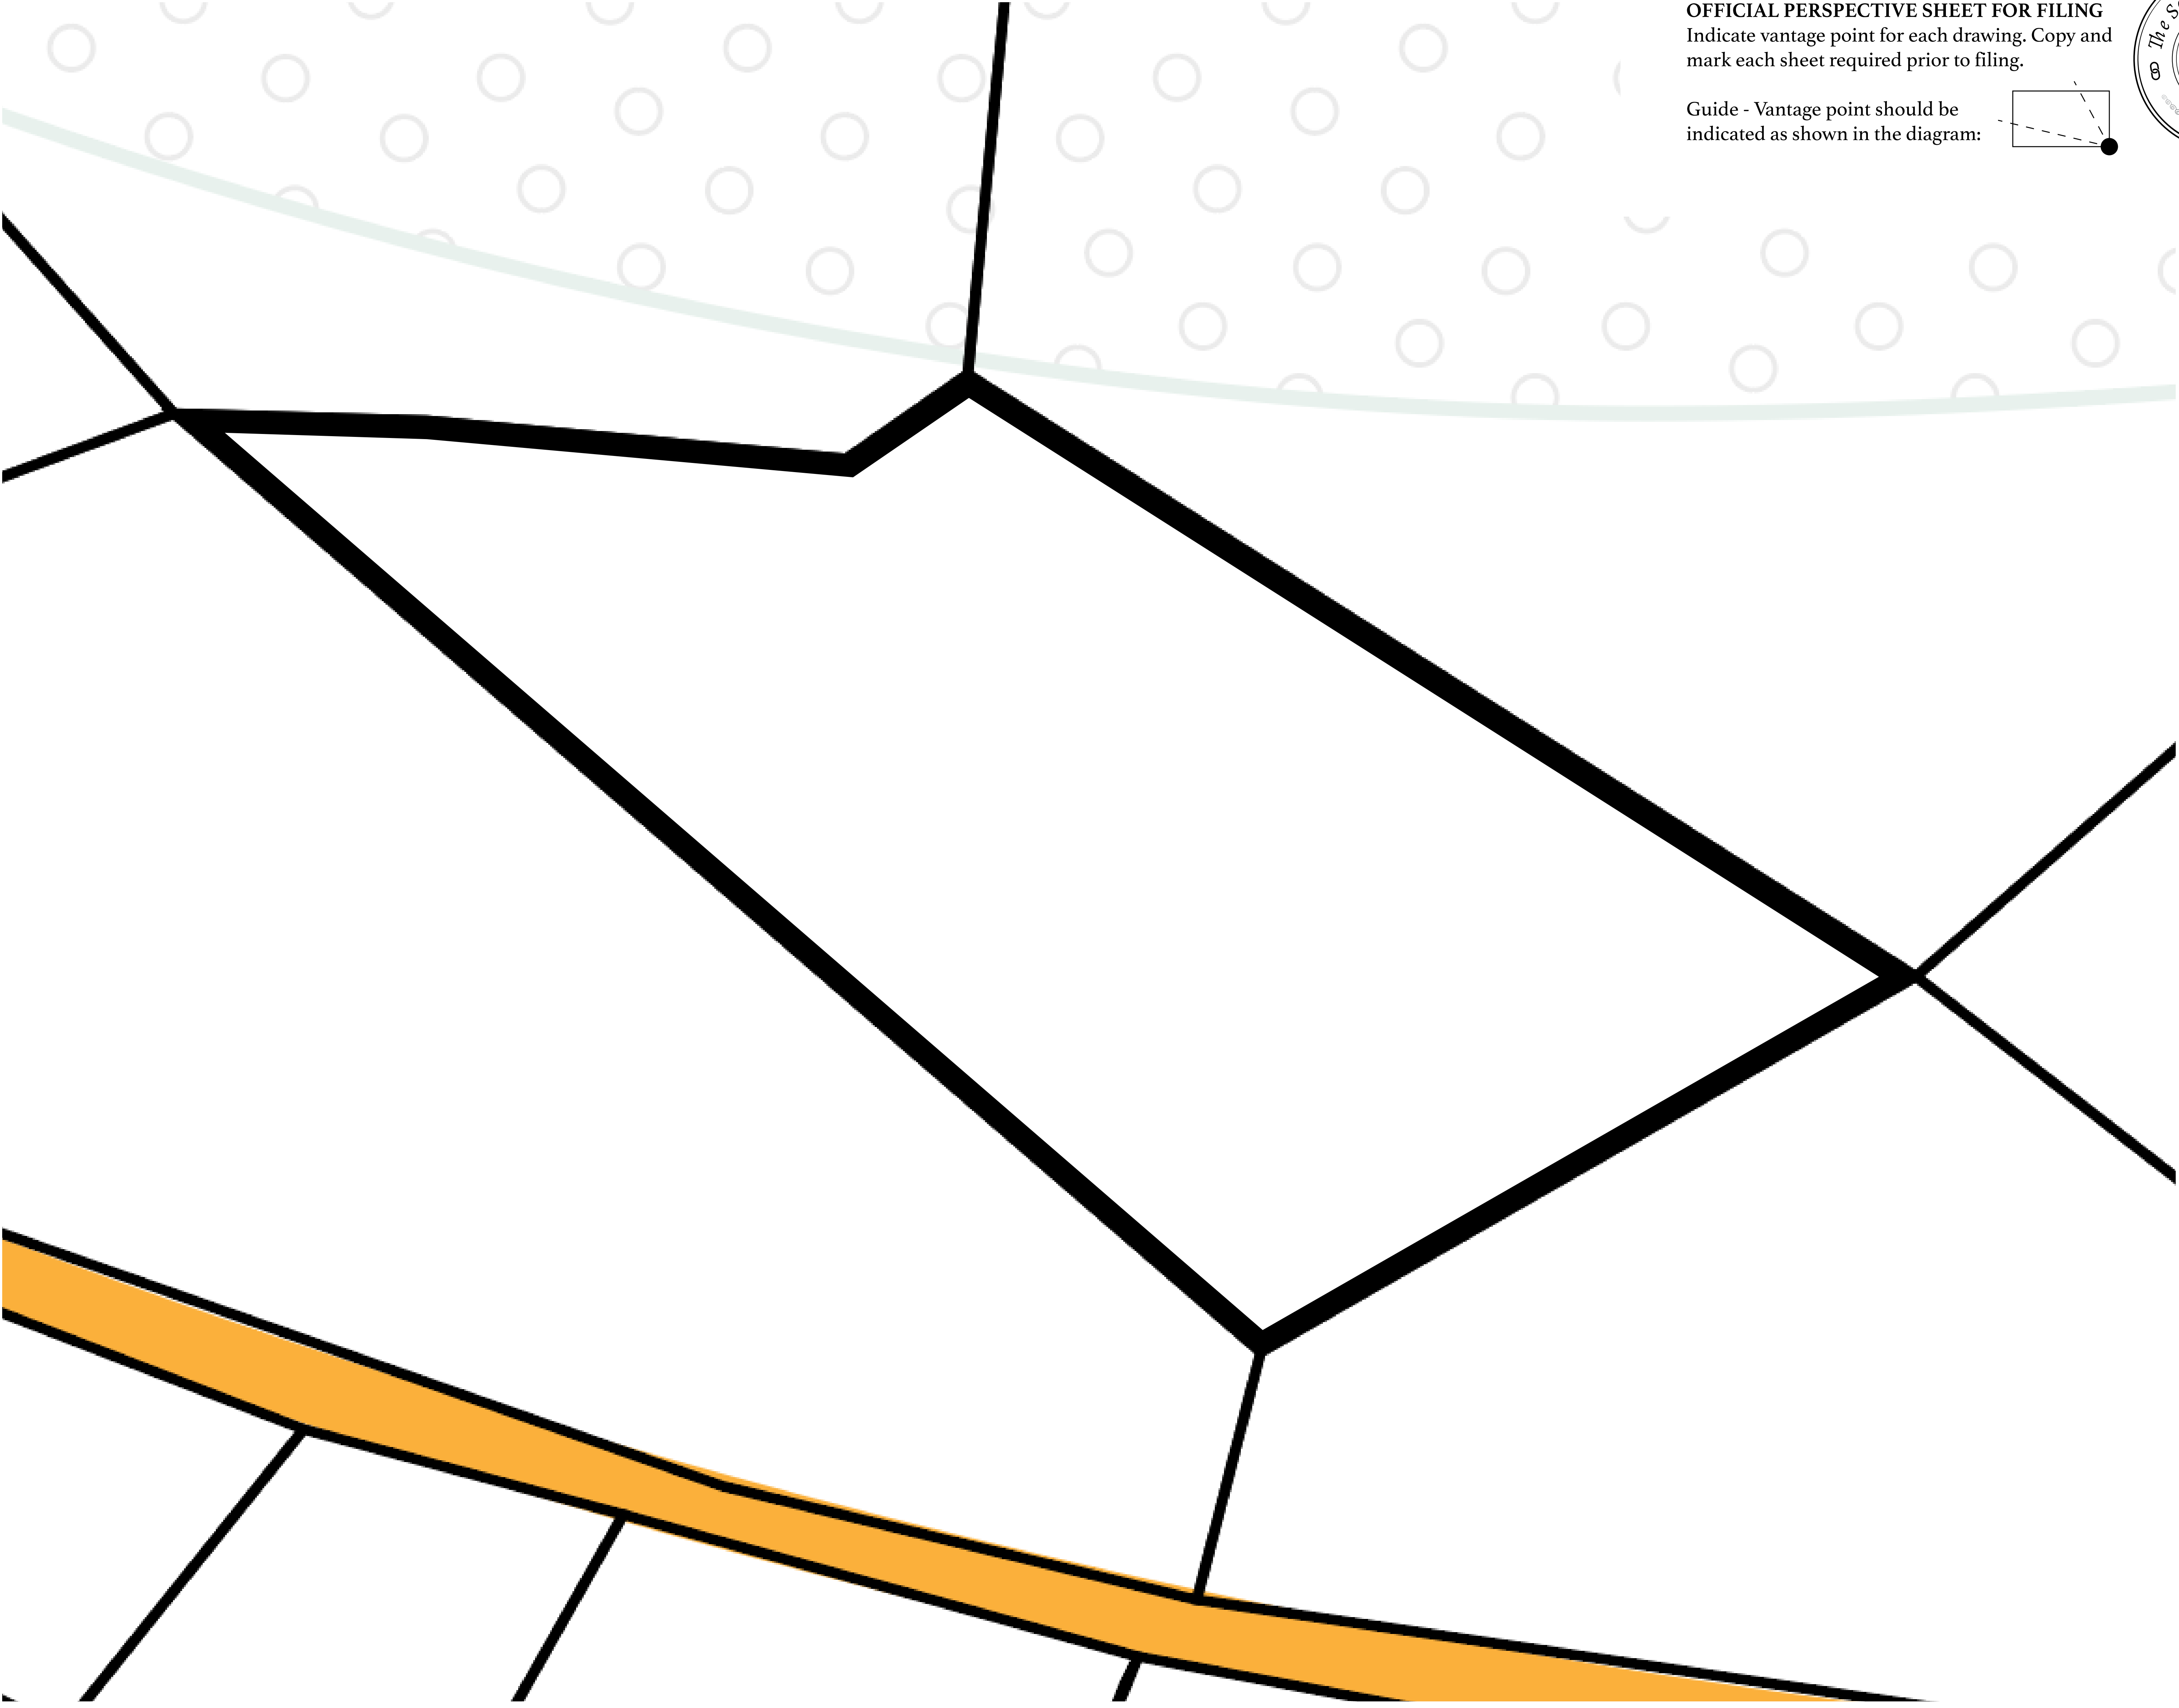 OFFICIAL PERSPECTIVE SHEET FOR FILING
Indicate vantage point for each drawing. Copy and
mark each sheet required prior to filing.
Guide - Vantage point should be
indicated as shown in the diagram:
The